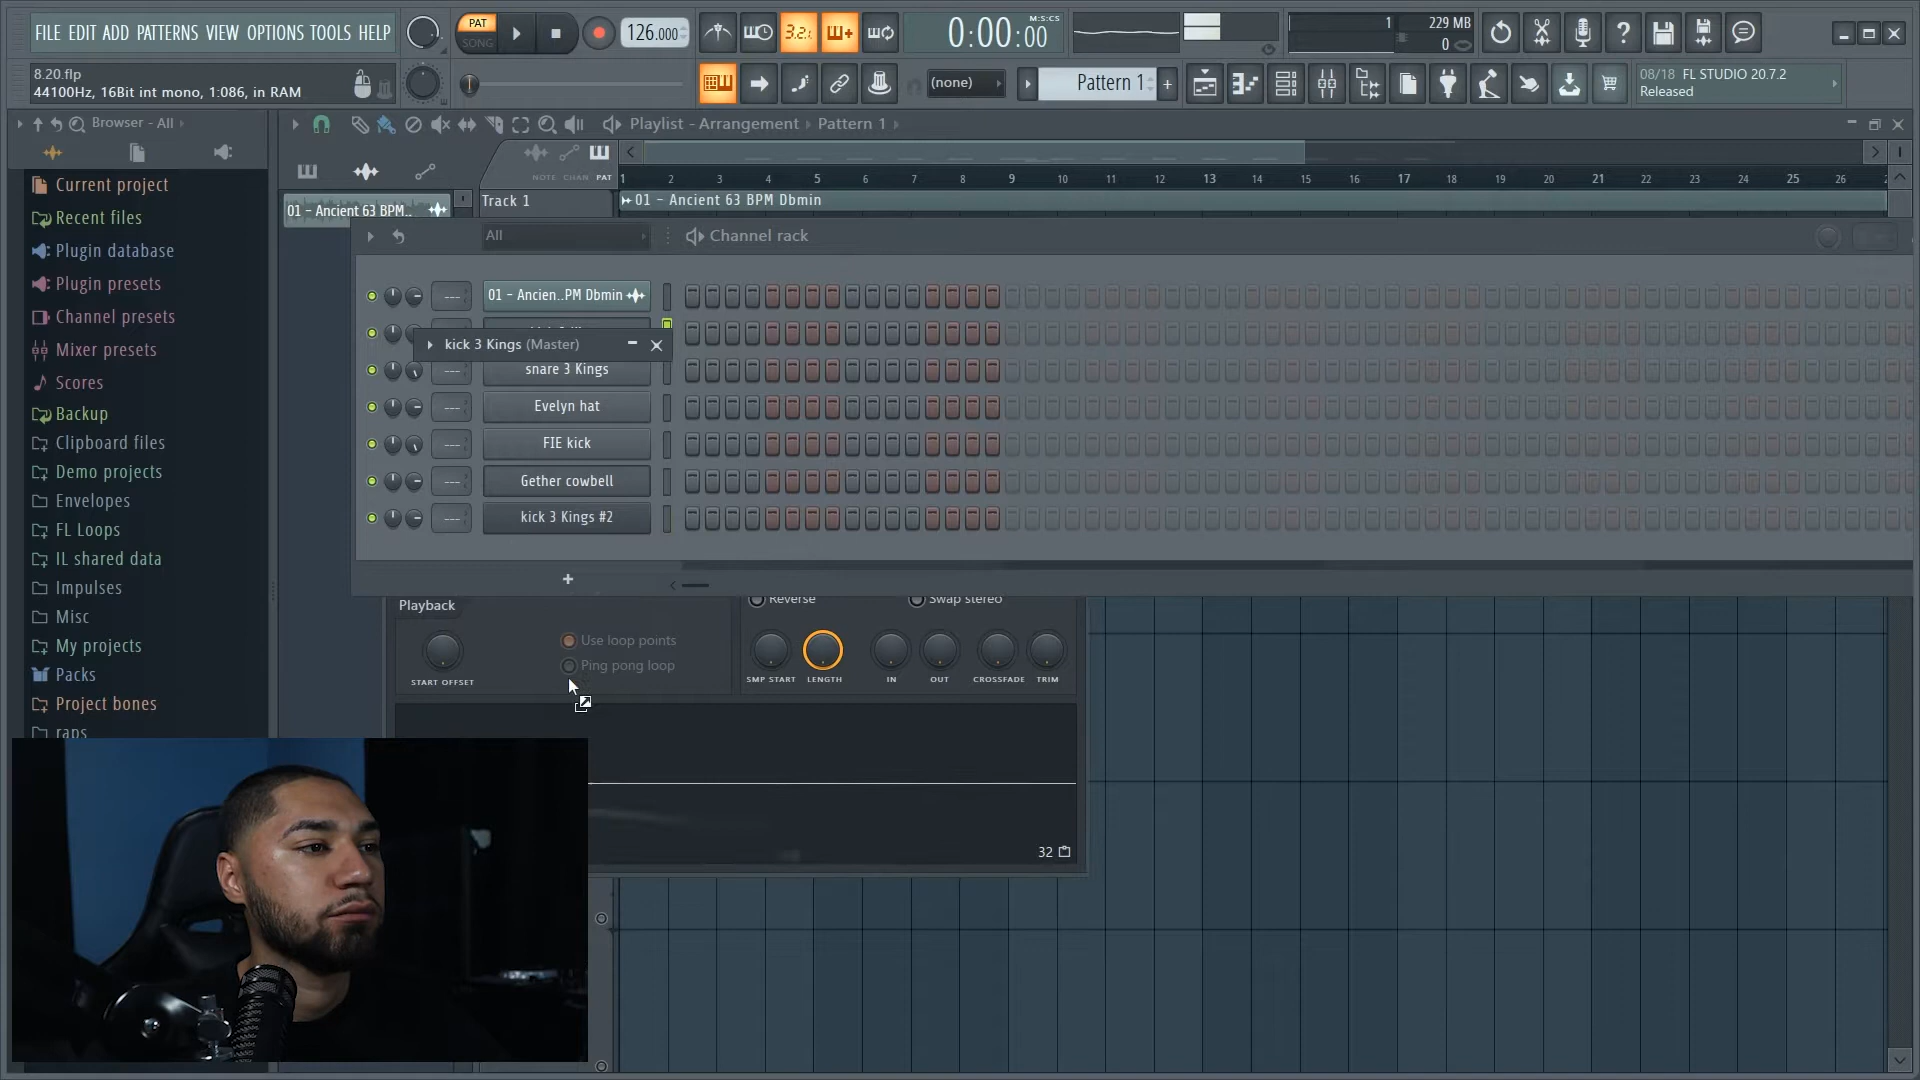 FILE EDIT ADD PATTERNS VIEW OPTIONS TOOLS HELP
PAT
SONG
126.000
3.2.
0:00:00
M:S:CS
1
229 MB
0
8.20.flp
44100Hz, 16Bit int mono, 1:086, in RAM
(none)
Pattern 1
+
08/18 FL STUDIO 20.7.2
Released
Browser - All
Playlist - Arrangement
Pattern 1
NOTE CHAN PAT
1 2 3 4 5 6 7 8 9 10 11 12 13 14 15 16 17 18 19 20 21 22 23 24 25 26
01 - Ancient 63 BPM..
Track 1
01 - Ancient 63 BPM Dbmin
Current project
Recent files
Plugin database
Plugin presets
Channel presets
Mixer presets
Scores
Backup
Clipboard files
Demo projects
Envelopes
FL Loops
IL shared data
Impulses
Misc
My projects
Packs
Project bones
raps
All
Channel rack
--- 01 - Ancien..PM Dbmin
---
kick 3 Kings (Master)
--- snare 3 Kings
--- Evelyn hat
--- FIE kick
--- Gether cowbell
--- kick 3 Kings #2
+
Playback
Reverse
Swap stereo
Use loop points
Ping pong loop
START OFFSET
SMP START
LENGTH
IN
OUT
CROSSFADE
TRIM
32